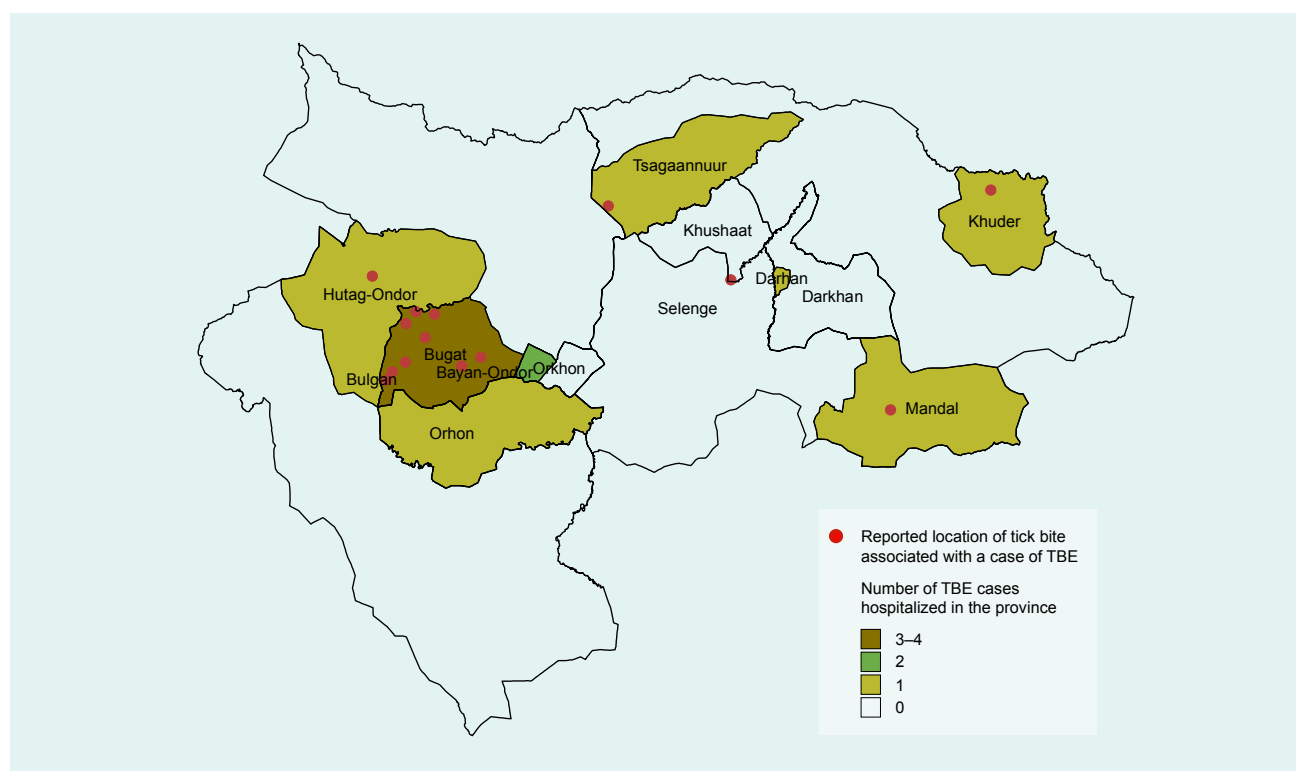 Tsagaannuur
Khuder
Khushaat
Darhan
Hutag-Ondor
Darkhan
Selenge
Bugat
Orkhon
Bayan-Ondor
Bulgan
Mandal
Orhon
Reported location of tick bite
associated with a case of TBE
Number of TBE cases
hospitalized in the province
3–4
2
1
0